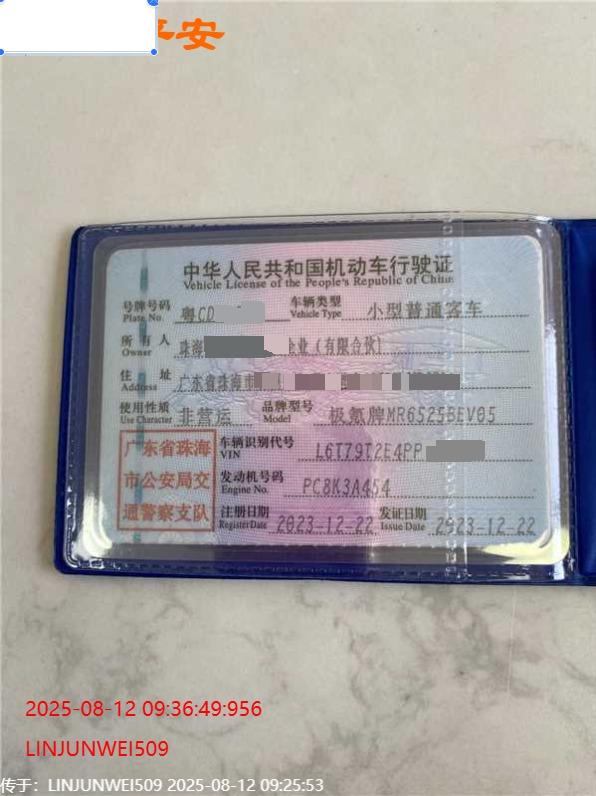 平安
中华人民共和国机动车行驶证
Vehicle License of the People's Republic of China
号牌号码 粤CD 车辆类型 小型普通客车
Plate No. Vehicle Type
所有人 珠海 企业（有限合伙）
Owner
住址 广东省珠海市
Address
使用性质 非营运 品牌型号 极氪牌MR6525BEV05
Use Character Model
广东省珠海
市公安局交
通警察支队
车辆识别代号 L6T79T2E4PP
VIN
发动机号码 PC8K3A454
Engine No.
注册日期 2023-12-22 发证日期 2023-12-22
Register Date Issue Date
2025-08-12 09:36:49:956
LINJUNWEI509
传于：LINJUNWEI509 2025-08-12 09:25:53